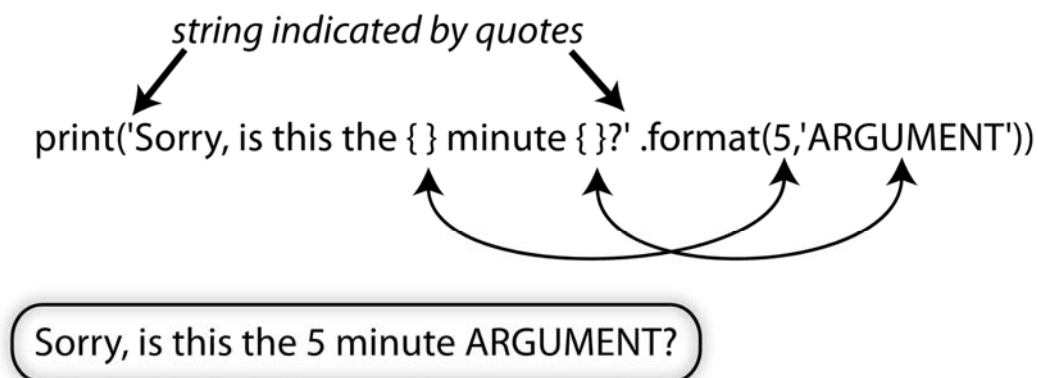 string indicated by quotes
print('Sorry, is this the { } minute { }?' .format(5,'ARGUMENT'))
Sorry, is this the 5 minute ARGUMENT?